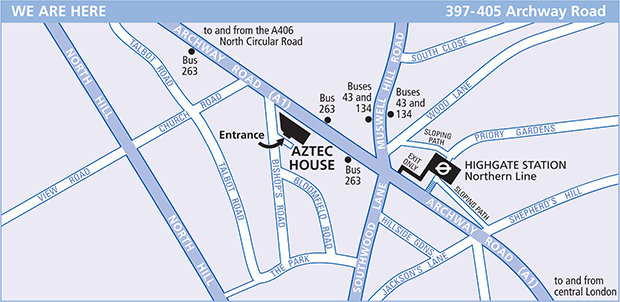 WE ARE HERE
397-405 Archway Road
to and from the A406
North Circular Road
TALBOT ROAD
ARCHWAY ROAD (A1)
MUSWELL HILL ROAD
SOUTH CLOSE
NORTH HILL
Bus
263
Buses
43 and
134
Buses
43 and
134
Bus
263
WOOD LANE
CHURCH ROAD
SLOPING
PATH
PRIORY GARDENS
Entrance
AZTEC
HOUSE
EXIT
ONLY
HIGHGATE STATION
Northern Line
VIEW ROAD
TALBOT ROAD
BISHOP'S ROAD
BLOOMFIELD
ROAD
Bus
263
SLOPING PATH
SHEPHERD'S HILL
NORTH HILL
THE PARK
SOUTHWOOD LANE
HILLSIDE GDNS
JACKSON'S LANE
ARCHWAY ROAD (A1)
to and from
central London